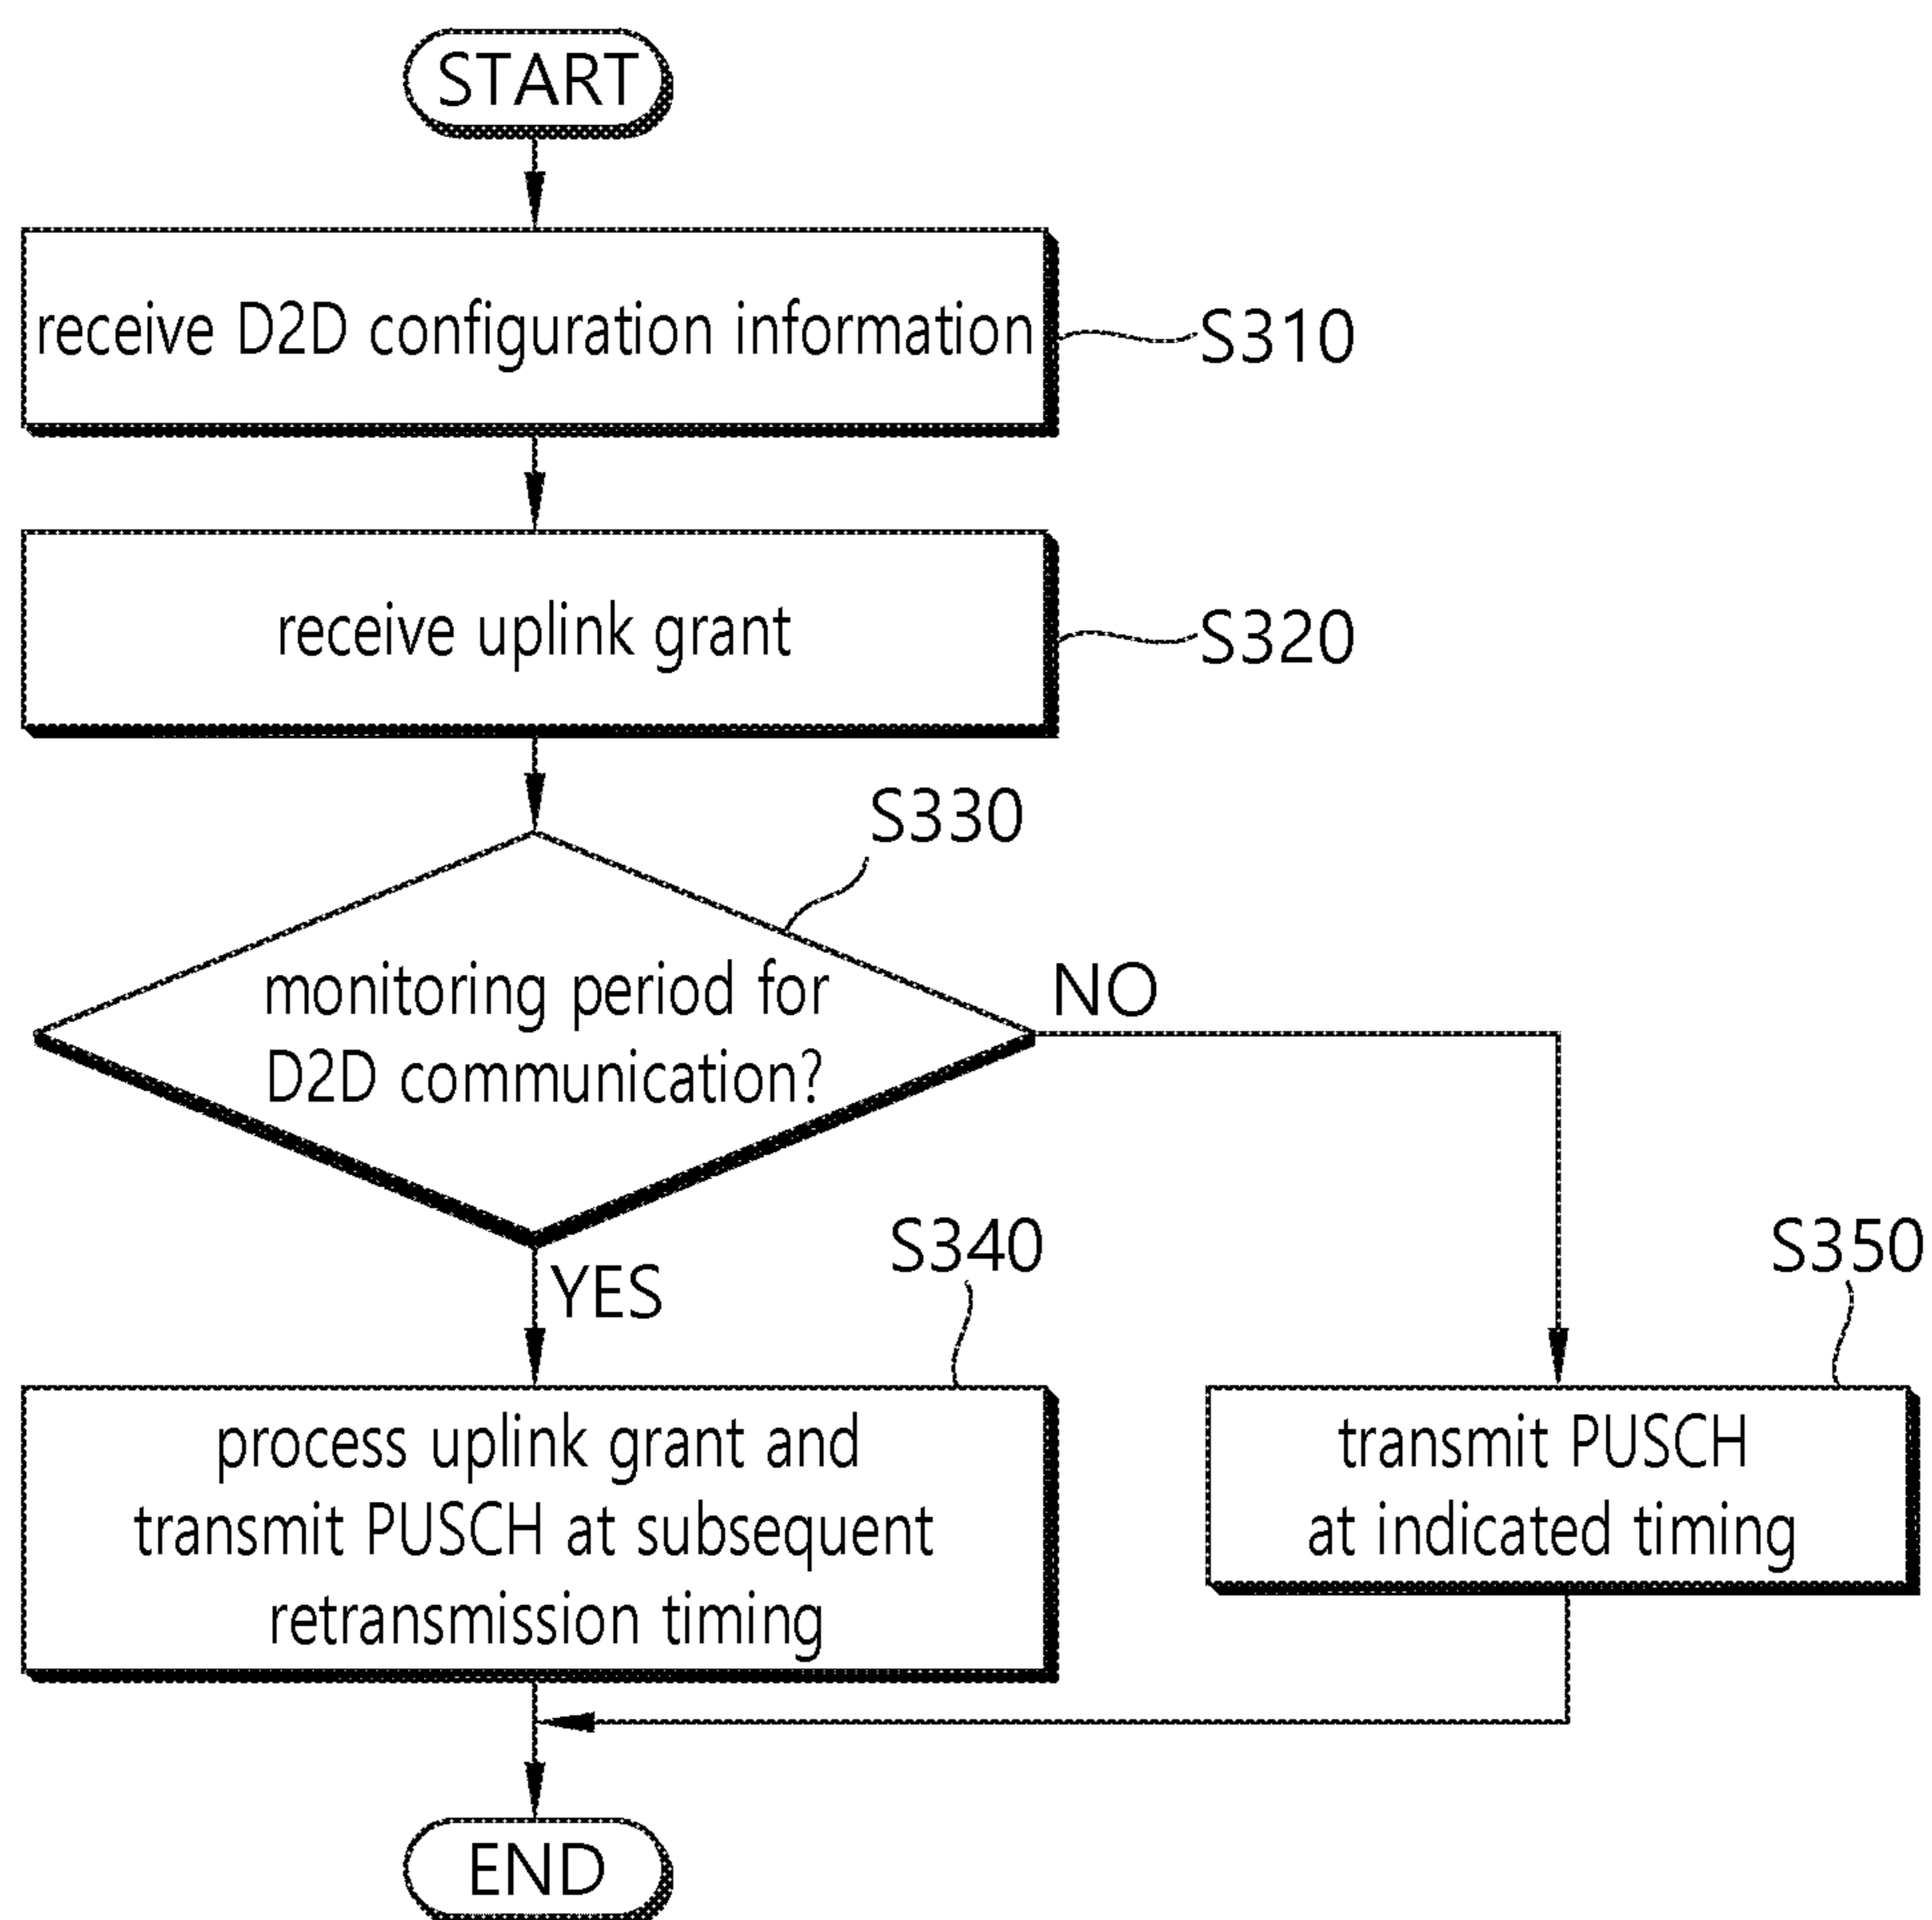 START
receive D2D configuration information
S310
receive uplink grant
S320
S330
monitoring period for
D2D communication?
NO
YES
S340
S350
process uplink grant and
transmit PUSCH at subsequent
retransmission timing
transmit PUSCH
at indicated timing
END